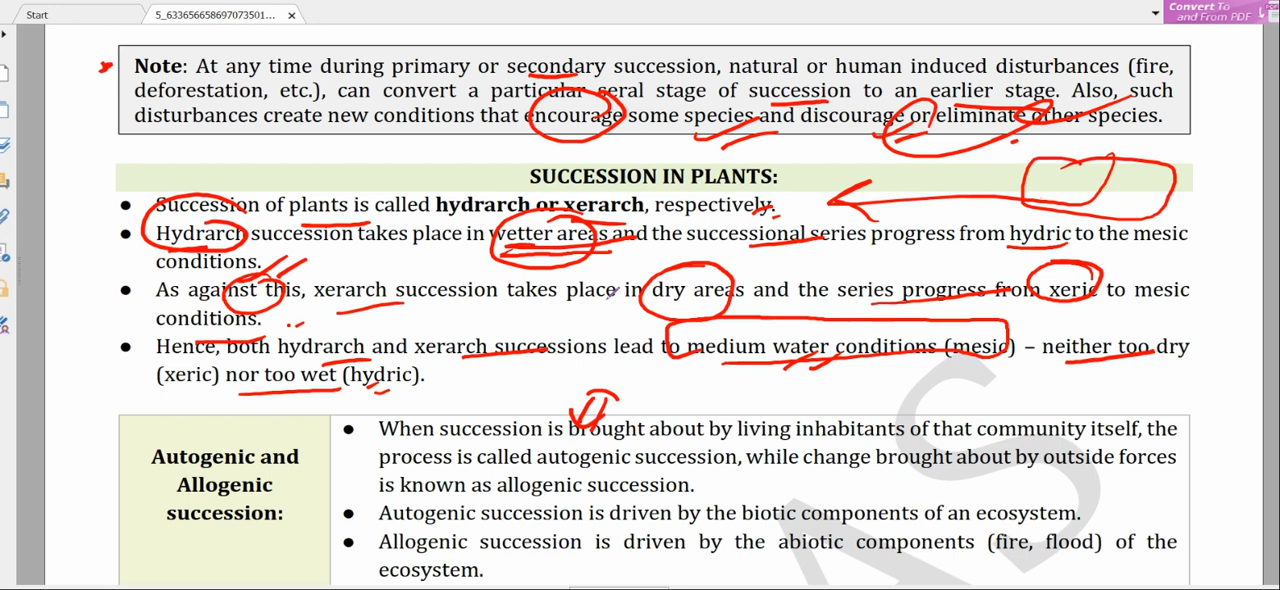 Start
5_633656658697073501...
Convert To
and From PDF
Note: At any time during primary or secondary succession, natural or human induced disturbances (fire,
deforestation, etc.), can convert a particular seral stage of succession to an earlier stage. Also, such
disturbances create new conditions that encourage some species and discourage or eliminate other species.
SUCCESSION IN PLANTS:
● Succession of plants is called hydrarch or xerarch, respectively.
● Hydrarch succession takes place in wetter areas and the successional series progress from hydric to the mesic
conditions.
● As against this, xerarch succession takes place in dry areas and the series progress from xeric to mesic
conditions.
● Hence, both hydrarch and xerarch successions lead to medium water conditions (mesic) – neither too dry
(xeric) nor too wet (hydric).
Autogenic and
Allogenic
succession:
● When succession is brought about by living inhabitants of that community itself, the
process is called autogenic succession, while change brought about by outside forces
is known as allogenic succession.
● Autogenic succession is driven by the biotic components of an ecosystem.
● Allogenic succession is driven by the abiotic components (fire, flood) of the
ecosystem.
AS